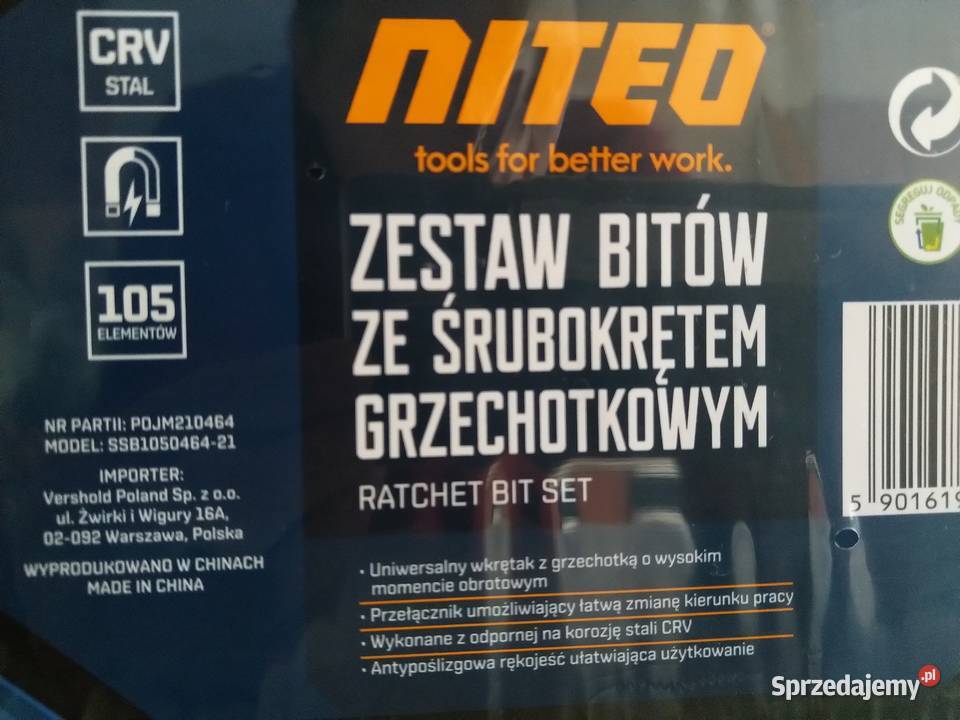 CRV
STAL
105
ELEMENTÓW
NR PARTII: POJM210464
MODEL: SSB1050464-21
IMPORTER:
Vershold Poland Sp. z o.o.
ul. Żwirki i Wigury 16A,
02-092 Warszawa, Polska
WYPRODUKOWANO W CHINACH
MADE IN CHINA
NITEO
tools for better work.
ZESTAW BITÓW
ZE ŚRUBOKRĘTEM
GRZECHOTKOWYM
RATCHET BIT SET
• Uniwersalny wkrętak z grzechotką o wysokim
momencie obrotowym
• Przełącznik umożliwiający łatwą zmianę kierunku pracy
• Wykonane z odpornej na korozję stali CRV
• Antypoślizgowa rękojeść ułatwiająca użytkowanie
SEGREGUJ ODPADY
5 901619
Sprzedajemy.pl